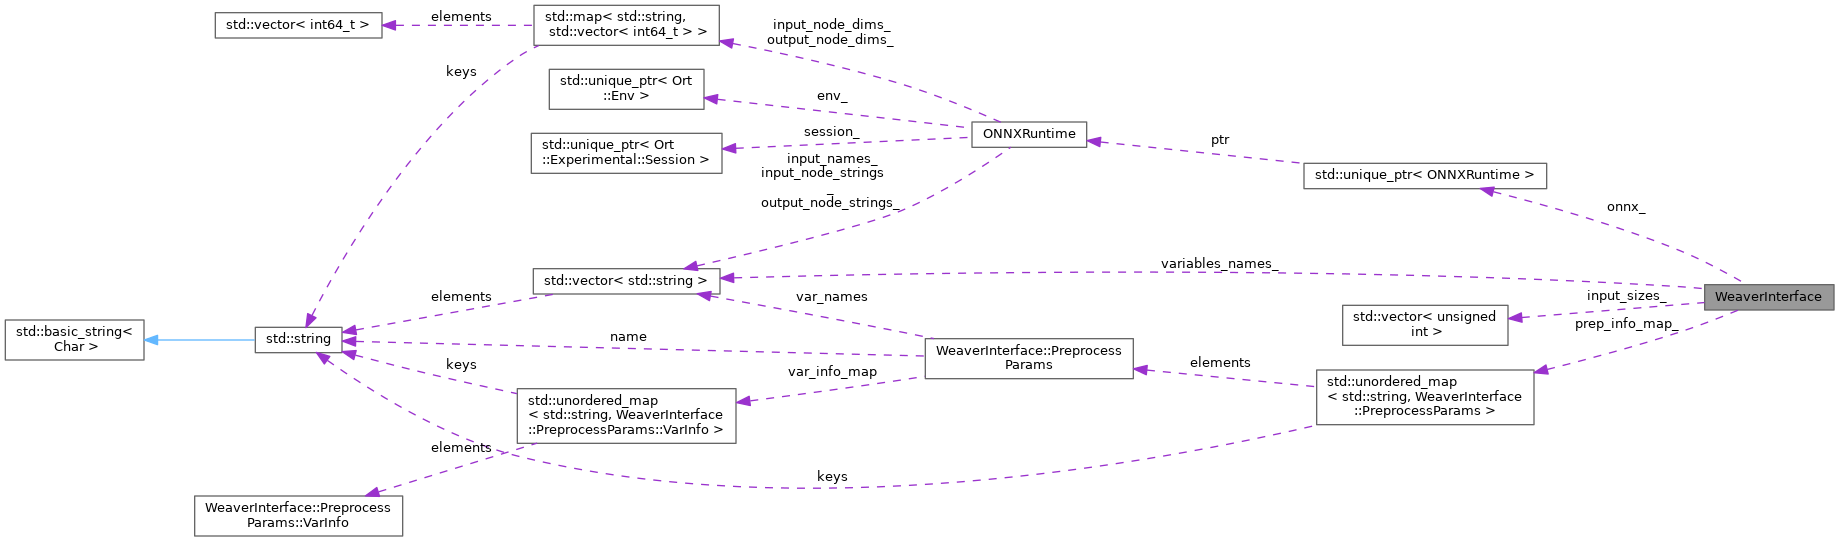 std::vector< int64_t >
elements
std::map< std::string,
std::vector< int64_t > >
input_node_dims_
output_node_dims_
keys
std::unique_ptr< Ort
::Env >
env_
std::unique_ptr< Ort
::Experimental::Session >
session_
ONNXRuntime
ptr
std::unique_ptr< ONNXRuntime >
input_names_
input_node_strings
_
output_node_strings_
onnx_
std::vector< std::string >
variables_names_
WeaverInterface
elements
var_names
input_sizes_
std::vector< unsigned
int >
prep_info_map_
std::basic_string<
Char >
std::string
name
WeaverInterface::Preprocess
Params
elements
keys
var_info_map
std::unordered_map
< std::string, WeaverInterface
::PreprocessParams >
std::unordered_map
< std::string, WeaverInterface
::PreprocessParams::VarInfo >
elements
keys
WeaverInterface::Preprocess
Params::VarInfo